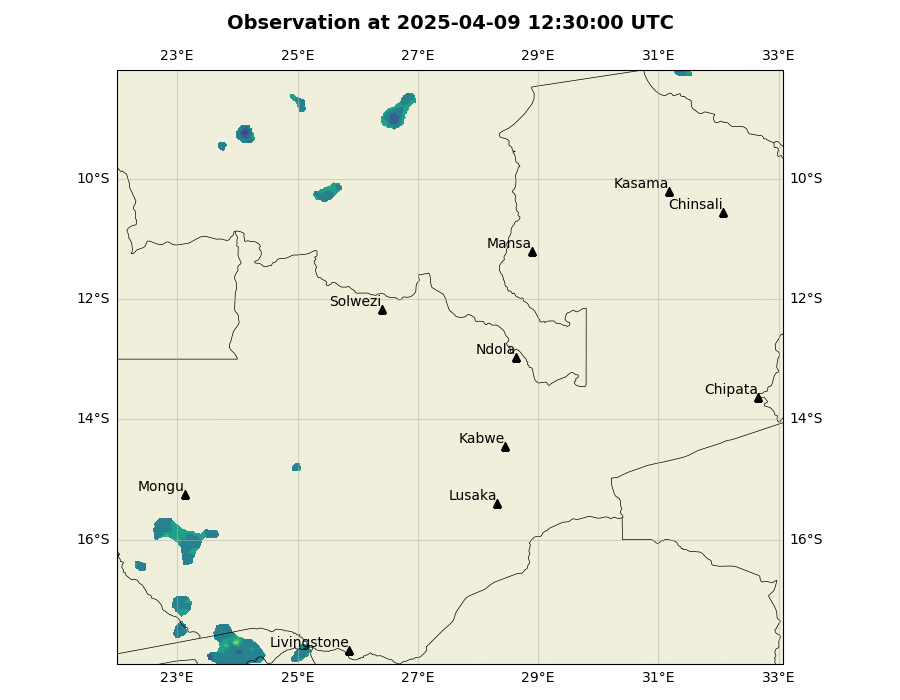 Observation at 2025-04-09 12:30:00 UTC
23°E 25°E 27°E 29°E 31°E 33°E
10°S 10°S
Kasama
Chinsali
Mansa
12°S 12°S
Solwezi
Ndola
Chipata
14°S 14°S
Kabwe
Mongu
Lusaka
16°S 16°S
Livingstone
23°E 25°E 27°E 29°E 31°E 33°E